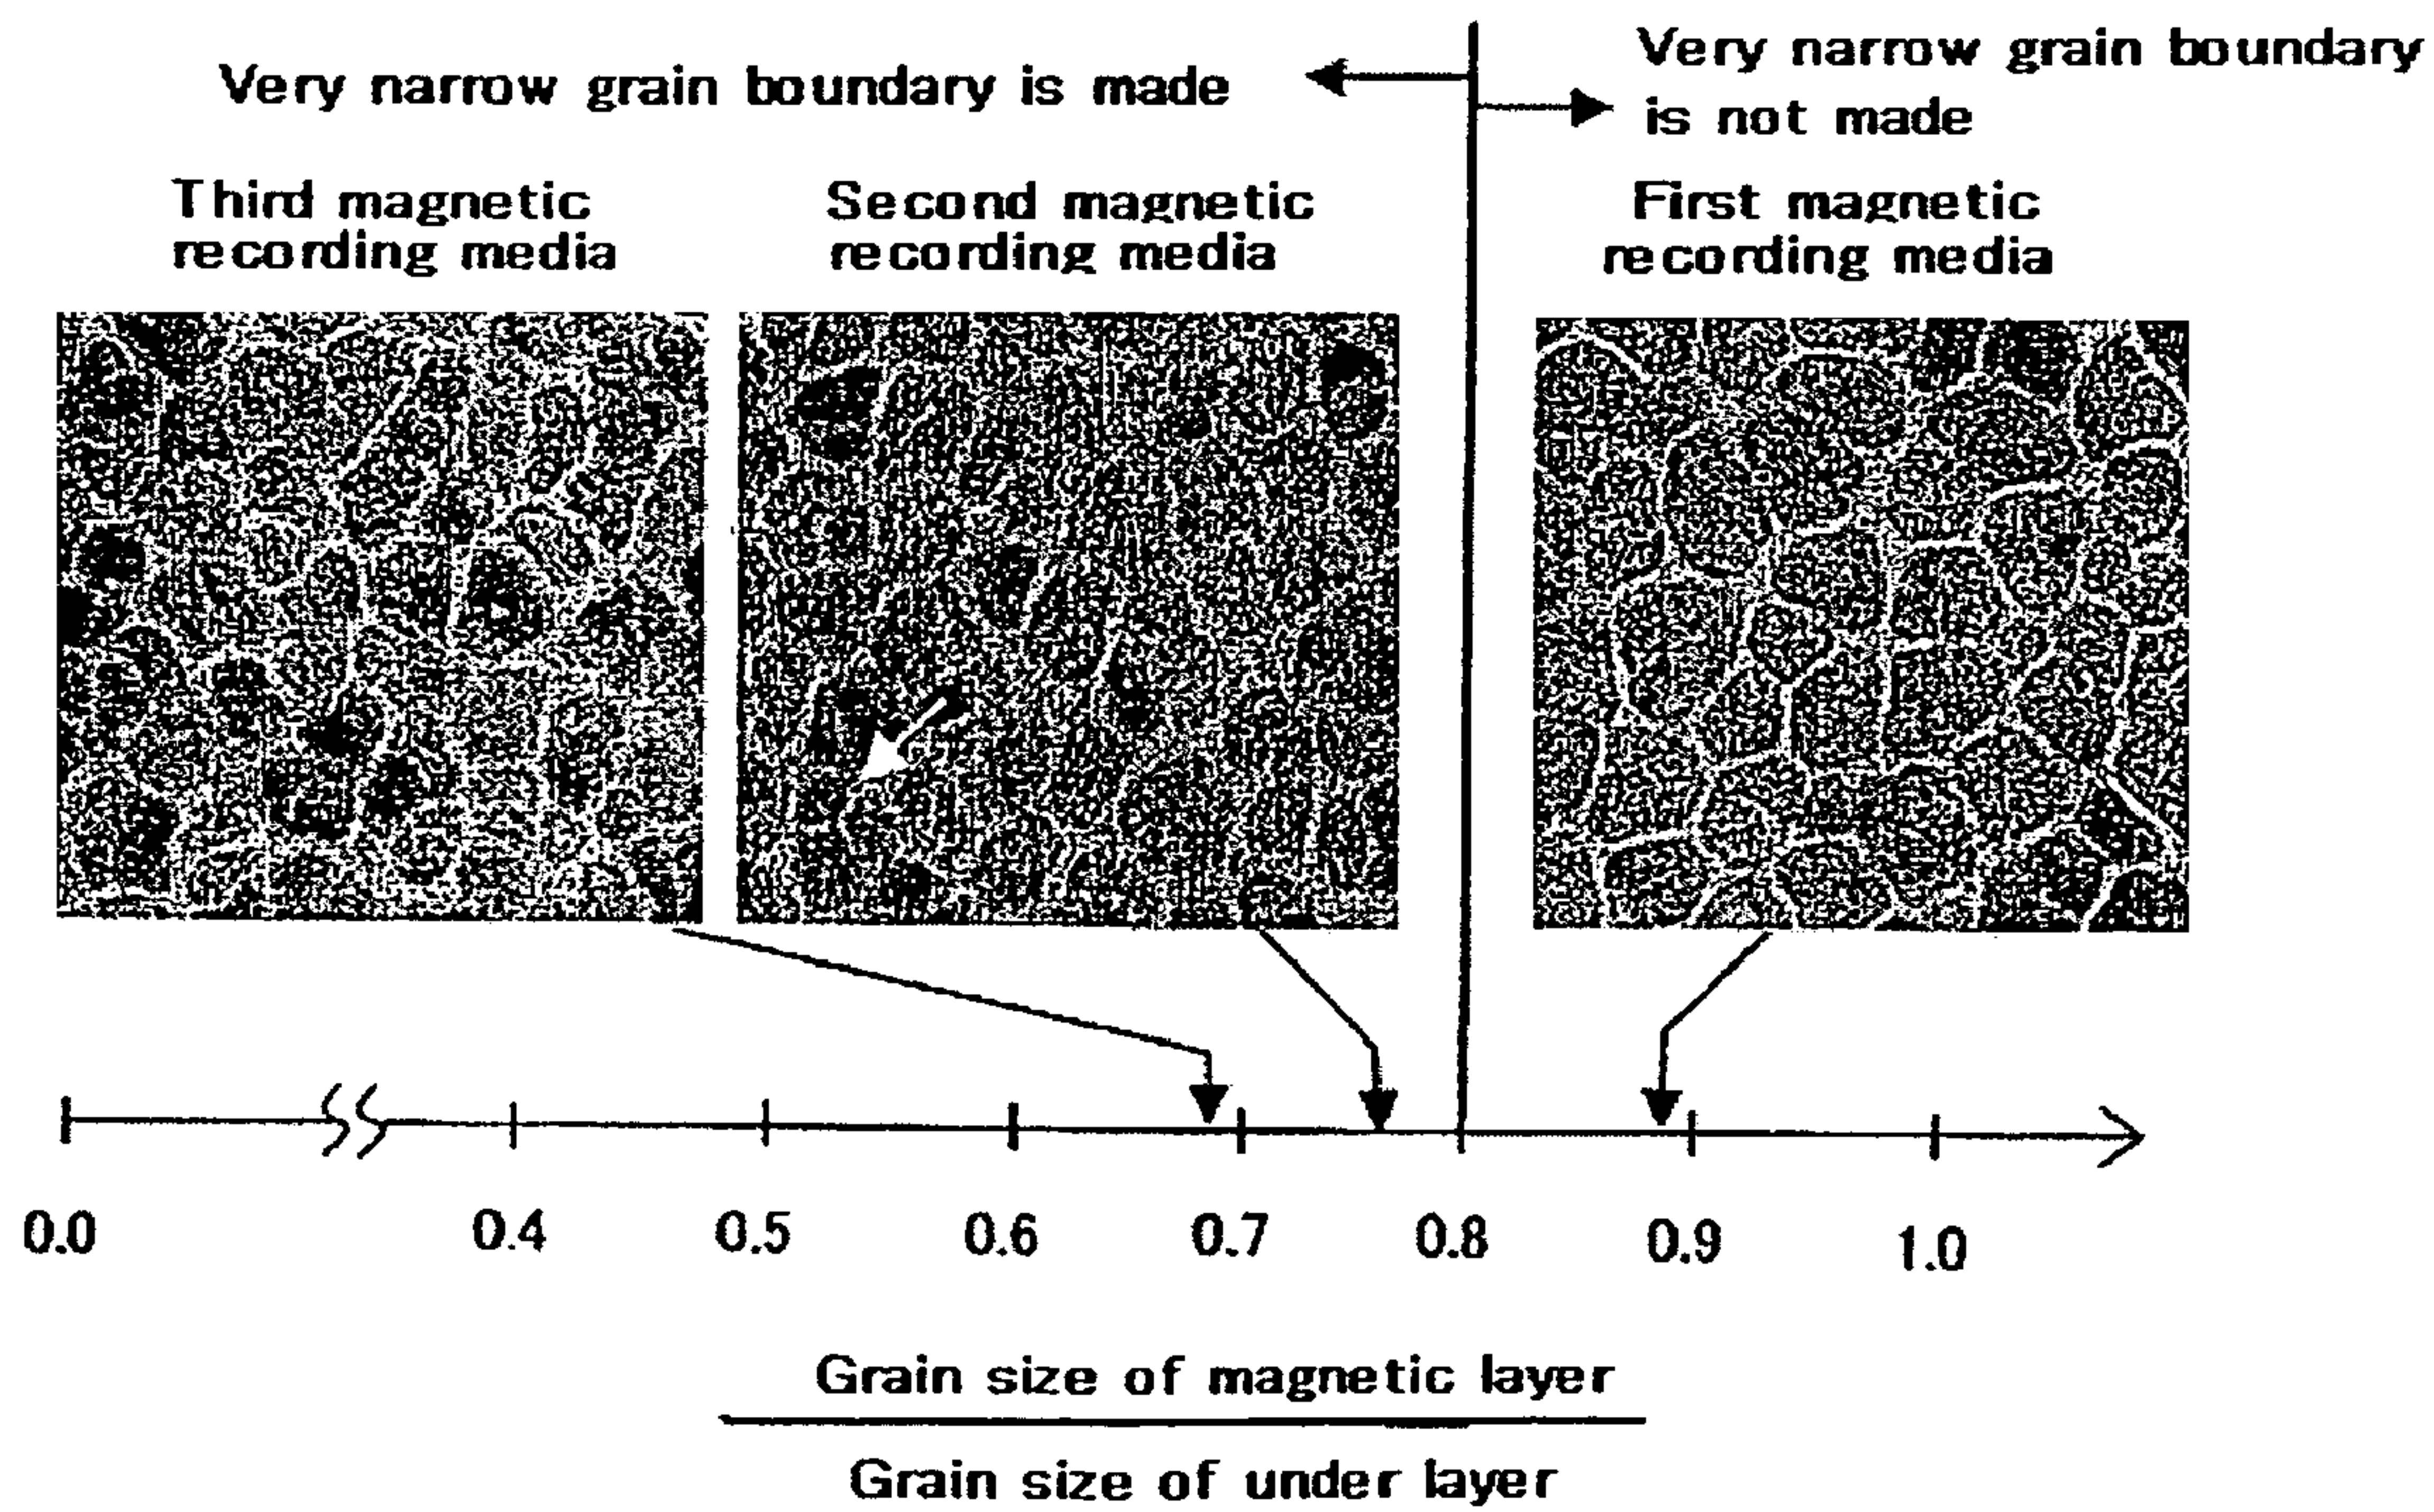 Very narrow grain boundary is made
Very narrow grain boundary
is not made
Third magnetic
recording media
Second magnetic
recording media
First magnetic
recording media
0.0
0.4
0.5
0.6
0.7
0.8
0.9
1.0
Grain size of magnetic layer
Grain size of under layer